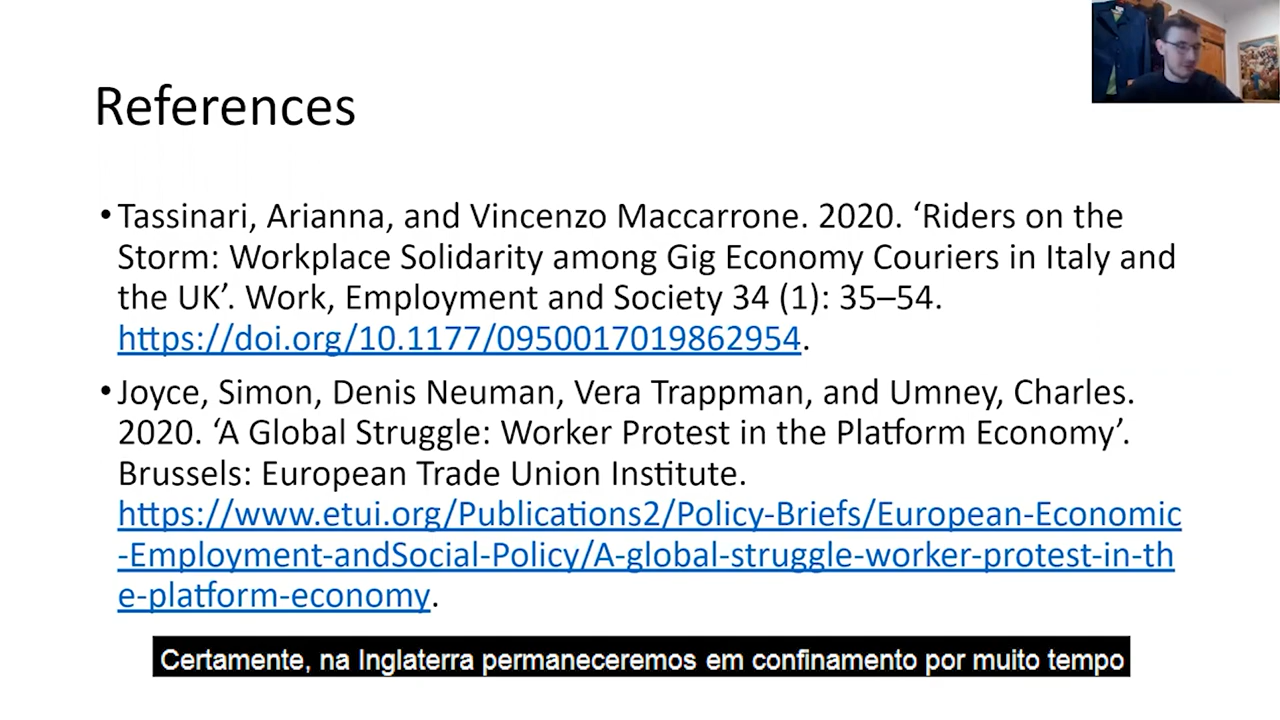 References
• Tassinari, Arianna, and Vincenzo Maccarrone. 2020. ‘Riders on the
Storm: Workplace Solidarity among Gig Economy Couriers in Italy and
the UK’. Work, Employment and Society 34 (1): 35–54.
https://doi.org/10.1177/0950017019862954.
• Joyce, Simon, Denis Neuman, Vera Trappman, and Umney, Charles.
2020. ‘A Global Struggle: Worker Protest in the Platform Economy’.
Brussels: European Trade Union Institute.
https://www.etui.org/Publications2/Policy-Briefs/European-Economic
-Employment-andSocial-Policy/A-global-struggle-worker-protest-in-th
e-platform-economy.
Certamente, na Inglaterra permaneceremos em confinamento por muito tempo